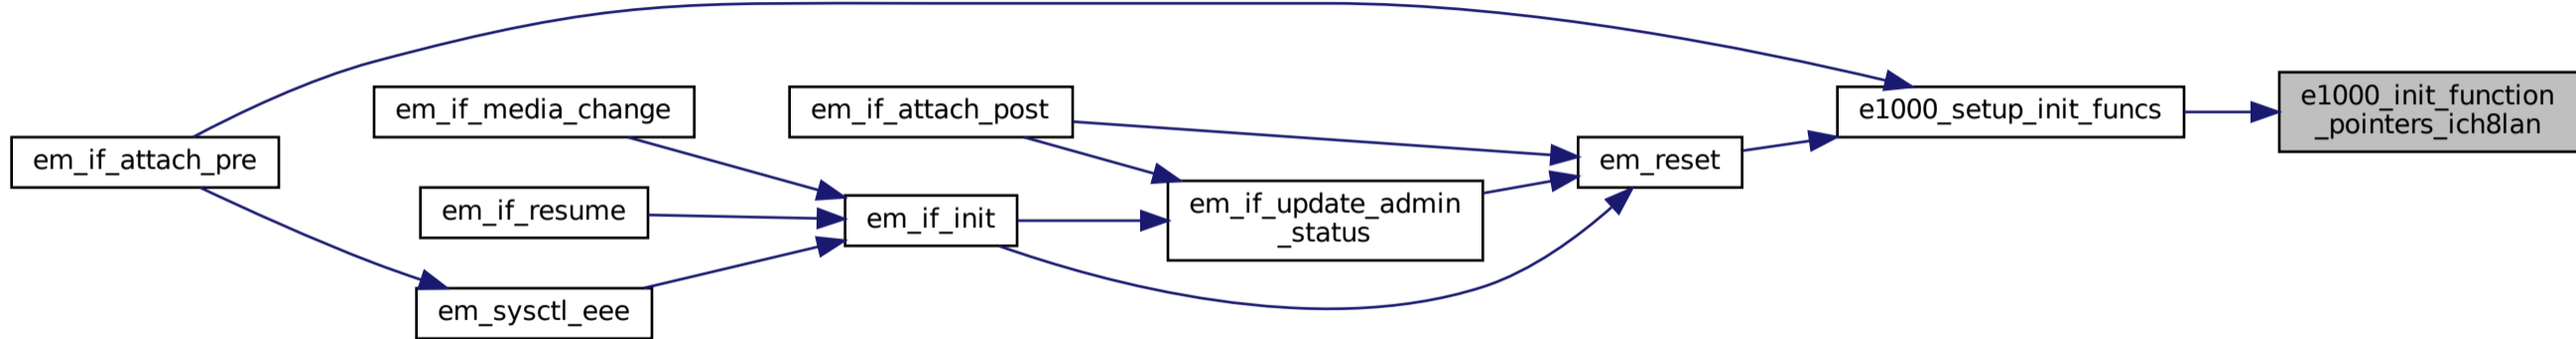 em_if_attach_pre
em_if_media_change
em_if_resume
em_sysctl_eee
em_if_attach_post
em_if_init
em_if_update_admin
_status
em_reset
e1000_setup_init_funcs
e1000_init_function
_pointers_ich8lan